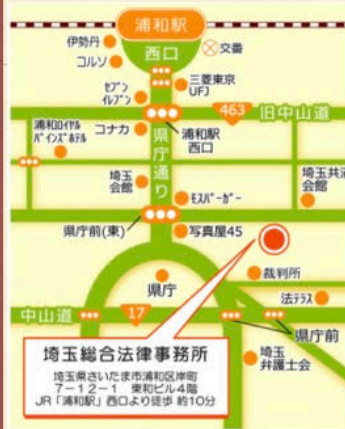 浦和駅
西口
伊勢丹
コルソ
交番
セブン
イレブン
三菱東京
UFJ
463
旧中山道
浦和ロイヤル
パインズホテル
コナカ
浦和駅
西口
県庁通り
埼玉
会館
モスバーガー
埼玉共済
会館
県庁前(東)
写真屋45
県庁
裁判所
法テラス
中山道
17
県庁前
埼玉
弁護士会
埼玉総合法律事務所
埼玉県さいたま市浦和区岸町
7-12-1 東和ビル4階
JR「浦和駅」西口より徒歩 約10分